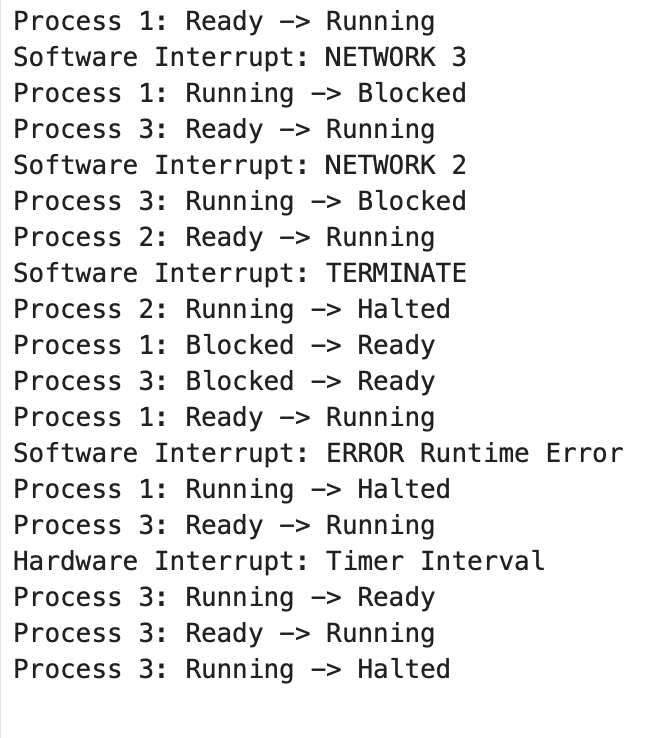 Process 1: Ready –> Running
Software Interrupt: NETWORK 3
Process 1: Running –> Blocked
Process 3: Ready –> Running
Software Interrupt: NETWORK 2
Process 3: Running –> Blocked
Process 2: Ready –> Running
Software Interrupt: TERMINATE
Process 2: Running –> Halted
Process 1: Blocked –> Ready
Process 3: Blocked –> Ready
Process 1: Ready –> Running
Software Interrupt: ERROR Runtime Error
Process 1: Running –> Halted
Process 3: Ready –> Running
Hardware Interrupt: Timer Interval
Process 3: Running –> Ready
Process 3: Ready –> Running
Process 3: Running –> Halted